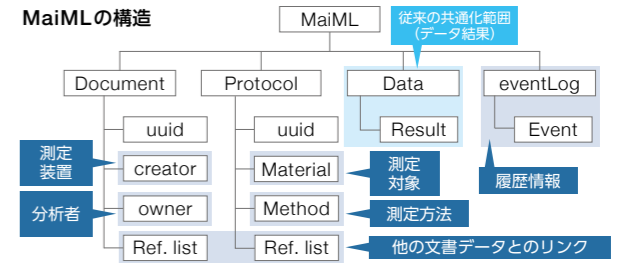 MaiMLの構造
MaiML
従来の共通化範囲
(データ結果)
Document
Protocol
Data
eventLog
uuid
uuid
Result
Event
測定
装置
creator
Material
測定
対象
履歴情報
分析者
owner
Method
測定方法
Ref. list
Ref. list
他の文書データとのリンク